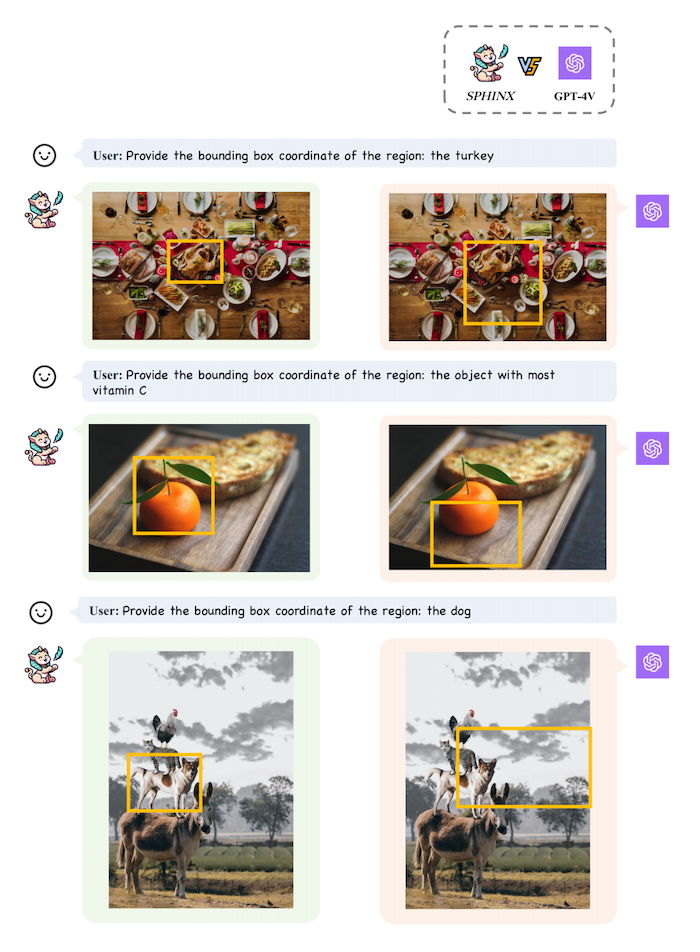 VS
SPHINX
GPT-4V
User: Provide the bounding box coordinate of the region: the turkey
User: Provide the bounding box coordinate of the region: the object with most
vitamin C
User: Provide the bounding box coordinate of the region: the dog